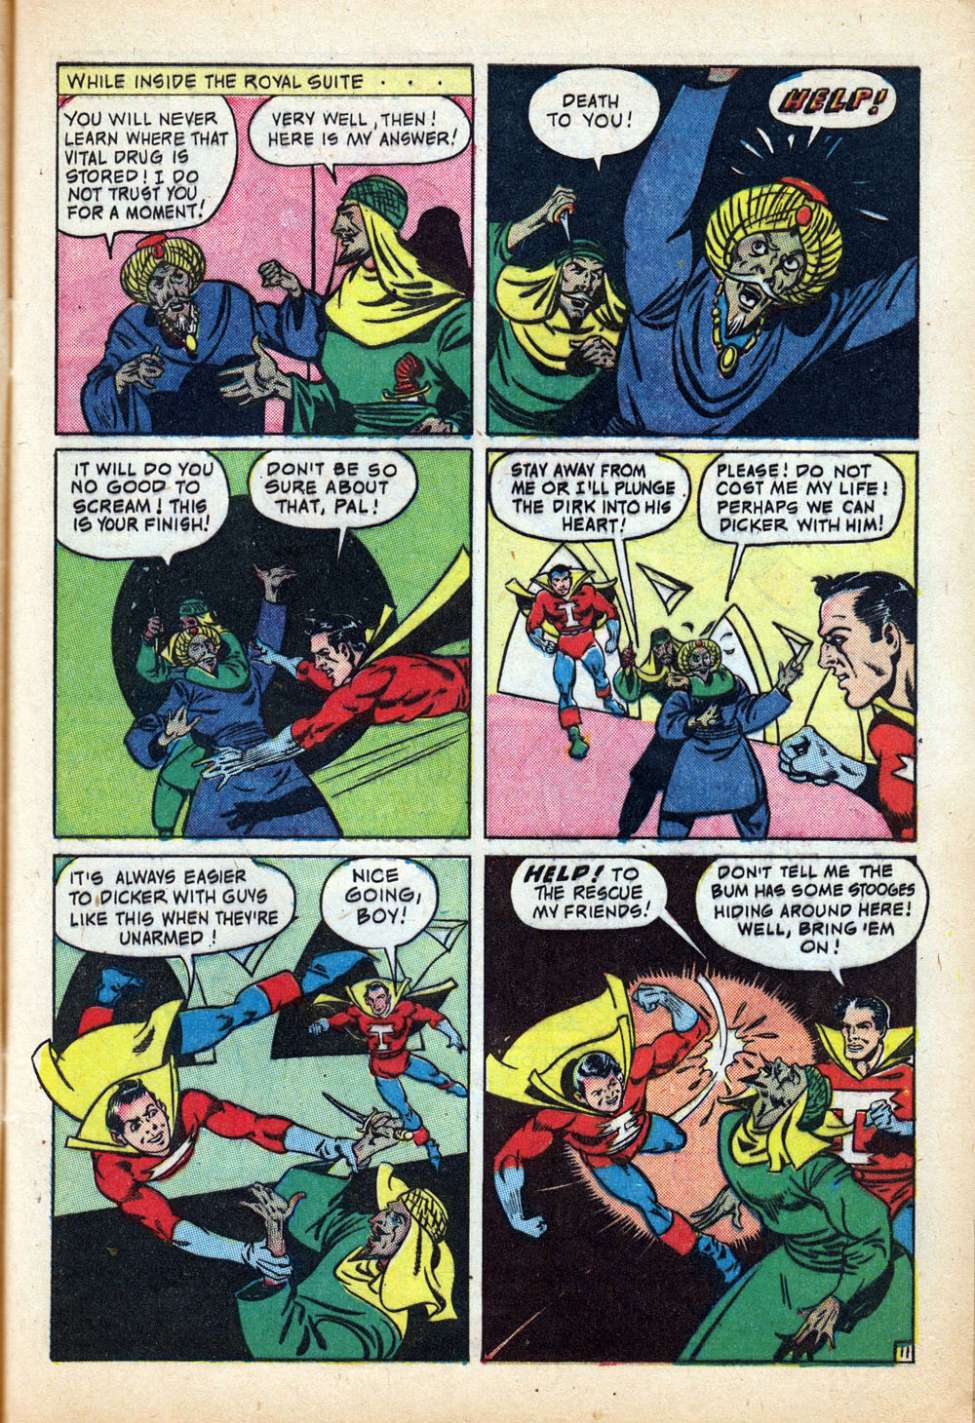 WHILE INSIDE THE ROYAL SUITE . . .
YOU WILL NEVER
LEARN WHERE THAT
VITAL DRUG IS
STORED! I DO
NOT TRUST YOU
FOR A MOMENT!
VERY WELL, THEN!
HERE IS MY ANSWER!
DEATH
TO YOU!
HELP!
IT WILL DO YOU
NO GOOD TO
SCREAM! THIS
IS YOUR FINISH!
DON'T BE SO
SURE ABOUT
THAT, PAL!
STAY AWAY FROM
ME OR I'LL PLUNGE
THE DIRK INTO HIS
HEART!
PLEASE! DO NOT
COST ME MY LIFE!
PERHAPS WE CAN
DICKER WITH HIM!
I
IT'S ALWAYS EASIER
TO DICKER WITH GUYS
LIKE THIS WHEN THEY'RE
UNARMED!
NICE
GOING,
BOY!
I
HELP! TO
THE RESCUE
MY FRIENDS!
DON'T TELL ME THE
BUM HAS SOME STOOGES
HIDING AROUND HERE!
WELL, BRING 'EM
ON!
I
11